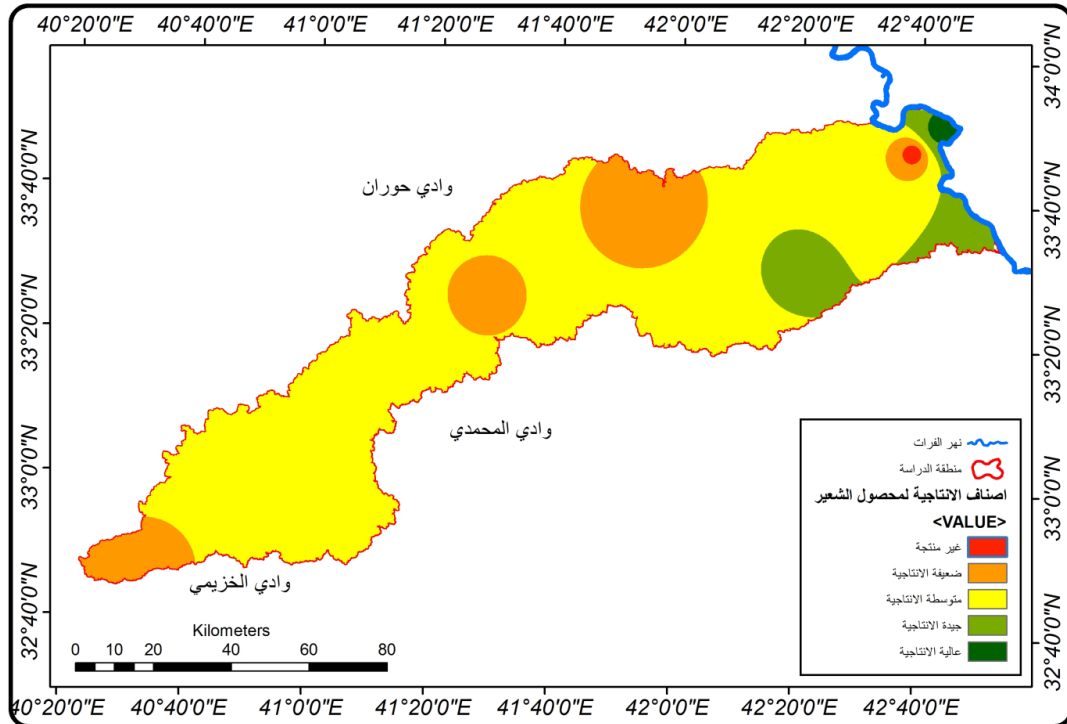 40°20'0"E 40°40'0"E 41°0'0"E 41°20'0"E 41°40'0"E 42°0'0"E 42°20'0"E 42°40'0"E
34°0'0"N
33°40'0"N
33°40'0"N
وادي حوران
33°20'0"N
33°20'0"N
وادي المحمدي
33°0'0"N
33°0'0"N
وادي الخزيمي
32°40'0"N
32°40'0"N
نهر الفرات
منطقة الدراسة
اصناف الانتاجية لمحصول الشعير
<VALUE>
غير منتجة
ضعيفة الانتاجية
متوسطة الانتاجية
جيدة الانتاجية
عالية الانتاجية
Kilometers
0 10 20 40 60 80
40°20'0"E 40°40'0"E 41°0'0"E 41°20'0"E 41°40'0"E 42°0'0"E 42°20'0"E 42°40'0"E